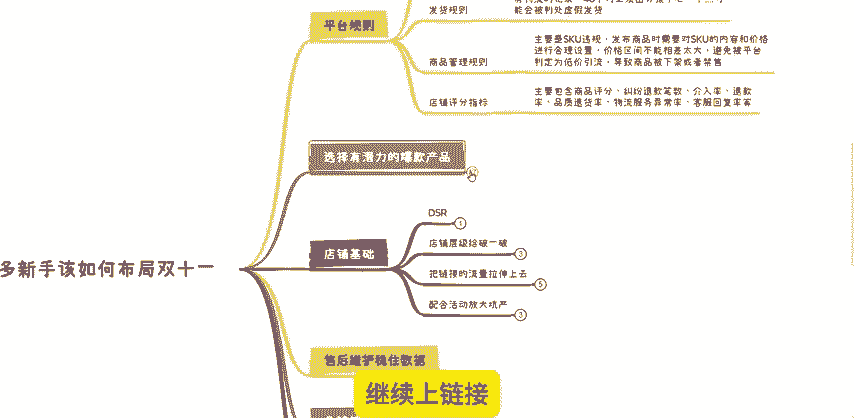 平台规则
发货规则
能会被判处虚假发货
商品管理规则
主要是SKU违规，发布商品时需要对SKU的内容和价格
进行合理设置，价格区间不能相差太大，避免被平台
判定为低价引流，导致商品被下架或者禁售
店铺评分指标
主要包含商品评分、纠纷退款笔数、介入率、退款
率、品质退货率、物流服务异常率、客服回复率等
选择高潜力的爆款产品
多新手该如何布局双十一
店铺基础
DSR
1
店铺层级给破一破
3
把链接的流量拉伸上去
5
配合活动放大坑产
3
售后维护稳住数据
继续上链接